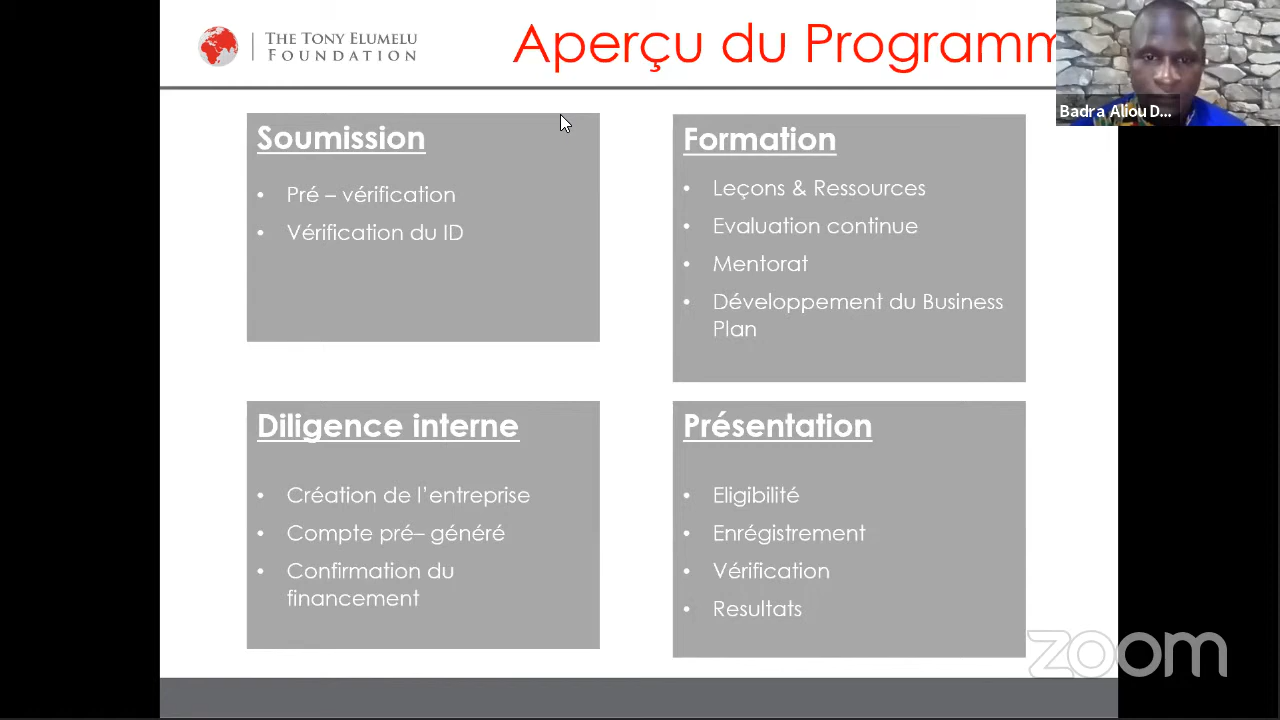 THE TONY ELUMELU
FOUNDATION
Aperçu du Programm
Badra Aliou D...
Soumission
• Pré – vérification
• Vérification du ID
Formation
• Leçons & Ressources
• Evaluation continue
• Mentorat
• Développement du Business
Plan
Diligence interne
• Création de l'entreprise
• Compte pré– généré
• Confirmation du
financement
Présentation
• Eligibilité
• Enrégistrement
• Vérification
• Resultats
zoom